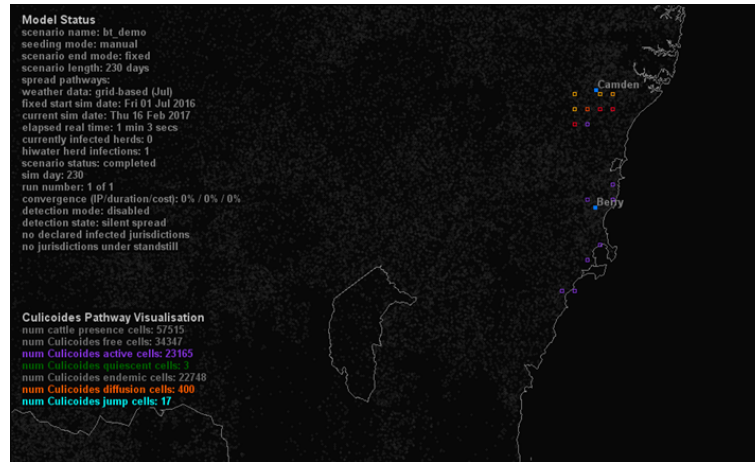 Model Status
scenario name: bt_demo
seeding mode: manual
scenario end mode: fixed
scenario length: 230 days
spread pathways:
weather data: grid-based (Jul)
fixed start sim date: Fri 01 Jul 2016
current sim date: Thu 16 Feb 2017
elapsed real time: 1 min 3 secs
currently infected herds: 0
hiwater herd infections: 1
scenario status: completed
sim day: 230
run number: 1 of 1
convergence (IP/duration/cost): 0% / 0% / 0%
detection mode: disabled
detection state: silent spread
no declared infected jurisdictions
no jurisdictions under standstill
Camden
Berry
Culicoides Pathway Visualisation
num cattle presence cells: 57515
num Culicoides free cells: 34347
num Culicoides active cells: 23165
num Culicoides quiescent cells: 3
num Culicoides endemic cells: 22748
num Culicoides diffusion cells: 400
num Culicoides jump cells: 17